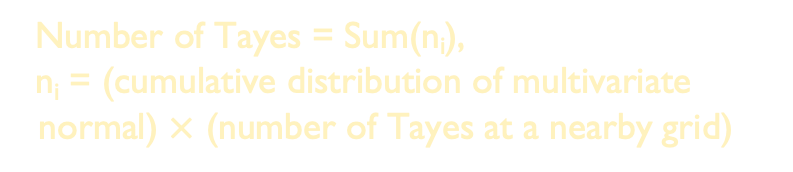 Number of Tayes = Sum(nᵢ),
nᵢ = (cumulative distribution of multivariate
normal) × (number of Tayes at a nearby grid)